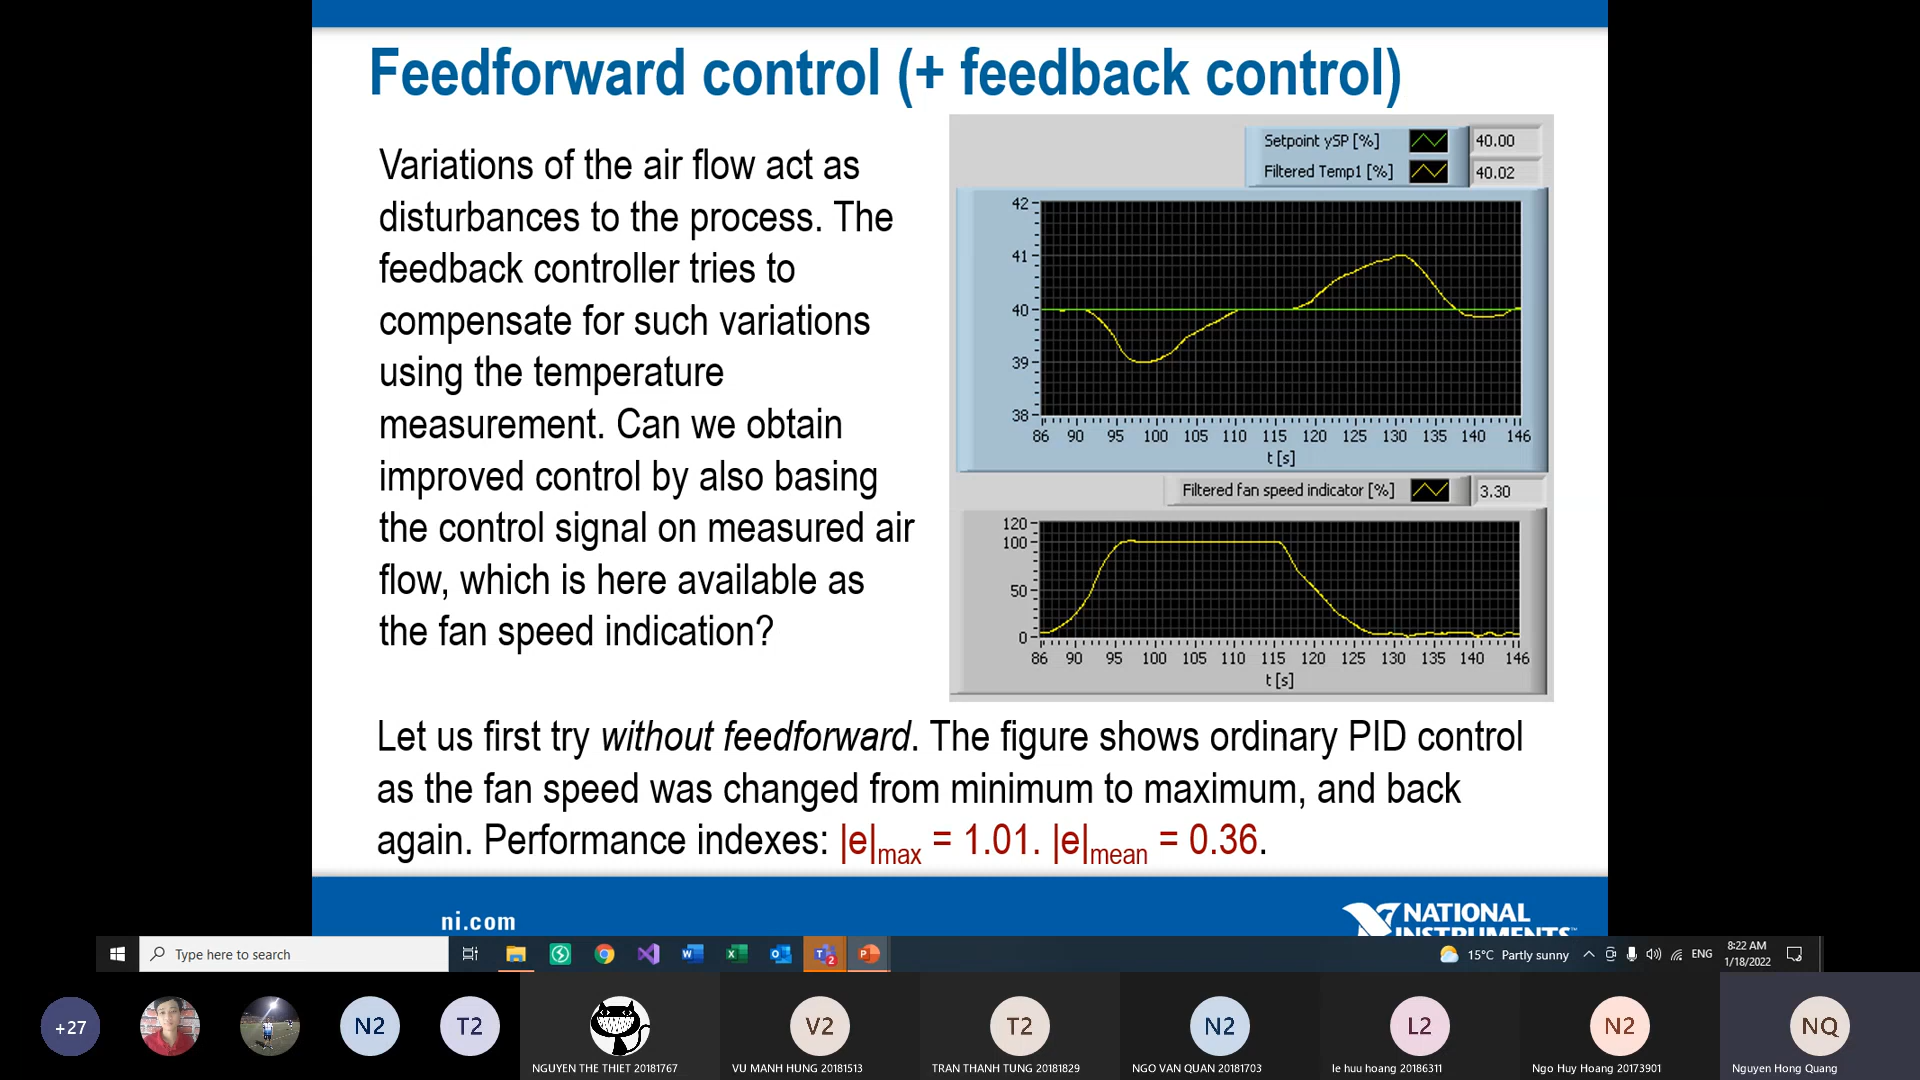 Feedforward control (+ feedback control)
Variations of the air flow act as
disturbances to the process. The
feedback controller tries to
compensate for such variations
using the temperature
measurement. Can we obtain
improved control by also basing
the control signal on measured air
flow, which is here available as
the fan speed indication?
Setpoint ySP [%] 40.00
Filtered Temp1 [%] 40.02
42
41
40
39
38
86 90 95 100 105 110 115 120 125 130 135 140 146
t [s]
Filtered fan speed indicator [%] 3.30
120
100
50
0
86 90 95 100 105 110 115 120 125 130 135 140 146
t [s]
Let us first try without feedforward. The figure shows ordinary PID control
as the fan speed was changed from minimum to maximum, and back
again. Performance indexes: |e|max = 1.01. |e|mean = 0.36.
ni.com
NATIONAL
INSTRUMENTS™
Type here to search
2
15°C Partly sunny
ENG
8:22 AM
1/18/2022
+27
N2
T2
V2
T2
N2
L2
N2
NQ
NGUYEN THE THIET 20181767
VU MANH HUNG 20181513
TRAN THANH TUNG 20181829
NGO VAN QUAN 20181703
le huu hoang 20186311
Ngo Huy Hoang 20173901
Nguyen Hong Quang